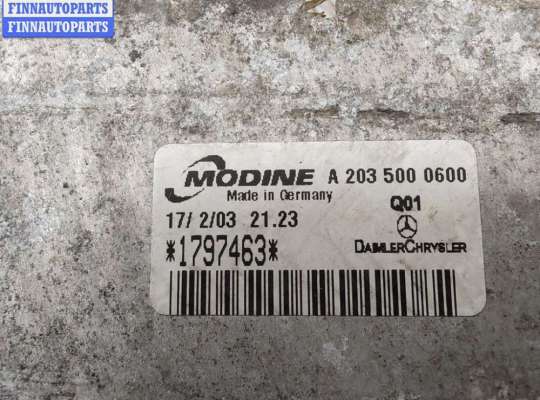 FINNAUTOPARTS
FINNAUTOPARTS
MODINE A 203 500 0600
Made in Germany
Q01
17/ 2/03 21.23
*1797463*
DAIMLERCHRYSLER